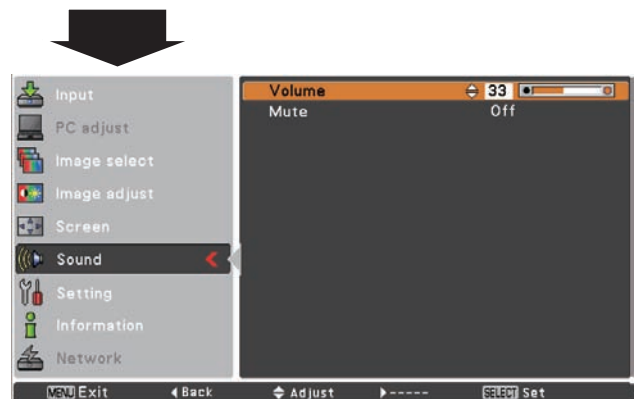 Input
PC adjust
Image select
Image adjust
Screen
Sound
Setting
Information
Network
Volume 33
Mute Off
MENU Exit Back Adjust ----- SELECT Set